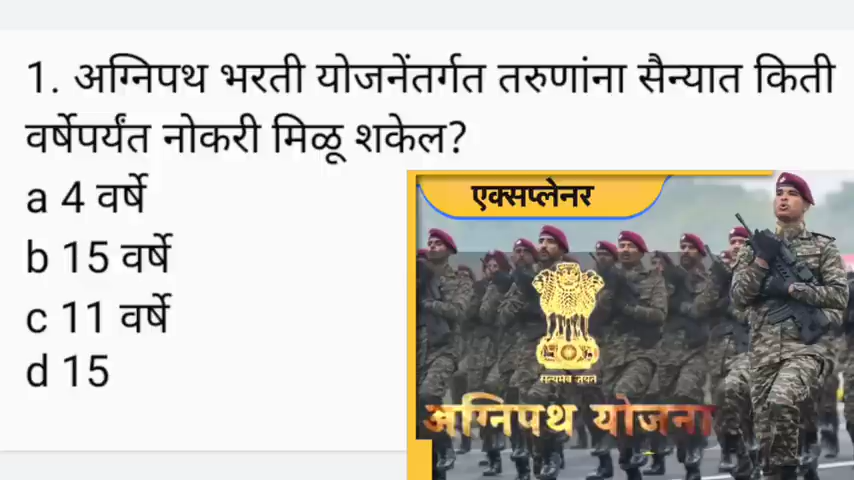 1. अग्निपथ भरती योजनेंतर्गत तरुणांना सैन्यात किती
वर्षेपर्यंत नोकरी मिळू शकेल?
a 4 वर्षे
b 15 वर्षे
c 11 वर्षे
d 15
एक्सप्लेनर
सत्यमेव जयते
अग्निपथ योजना